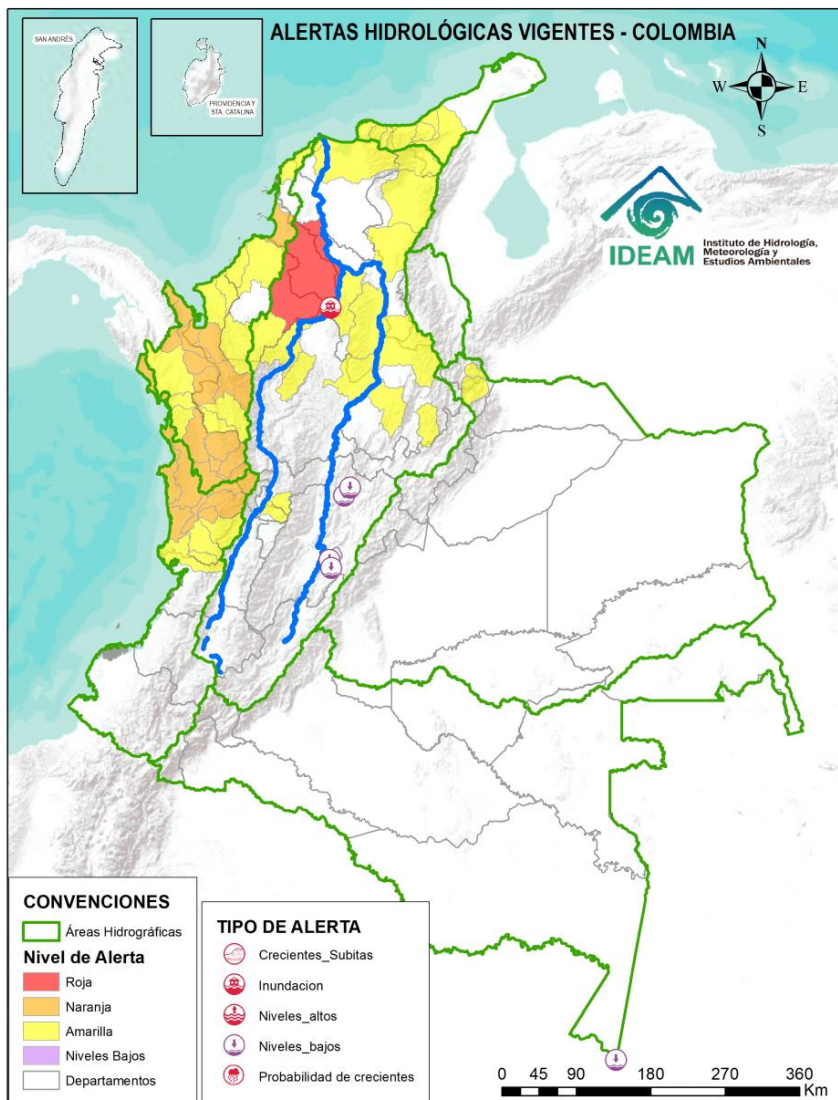 ALERTAS HIDROLÓGICAS VIGENTES - COLOMBIA
SAN ANDRÉS
PROVIDENCIA Y
STA. CATALINA
N
W
E
S
IDEAM
Instituto de Hidrología,
Meteorología y
Estudios Ambientales
CONVENCIONES
Áreas Hidrográficas
Nivel de Alerta
Roja
Naranja
Amarilla
Niveles Bajos
Departamentos
TIPO DE ALERTA
Crecientes_Subitas
Inundacion
Niveles_altos
Niveles_bajos
Probabilidad de crecientes
0 45 90 180 270 360
Km